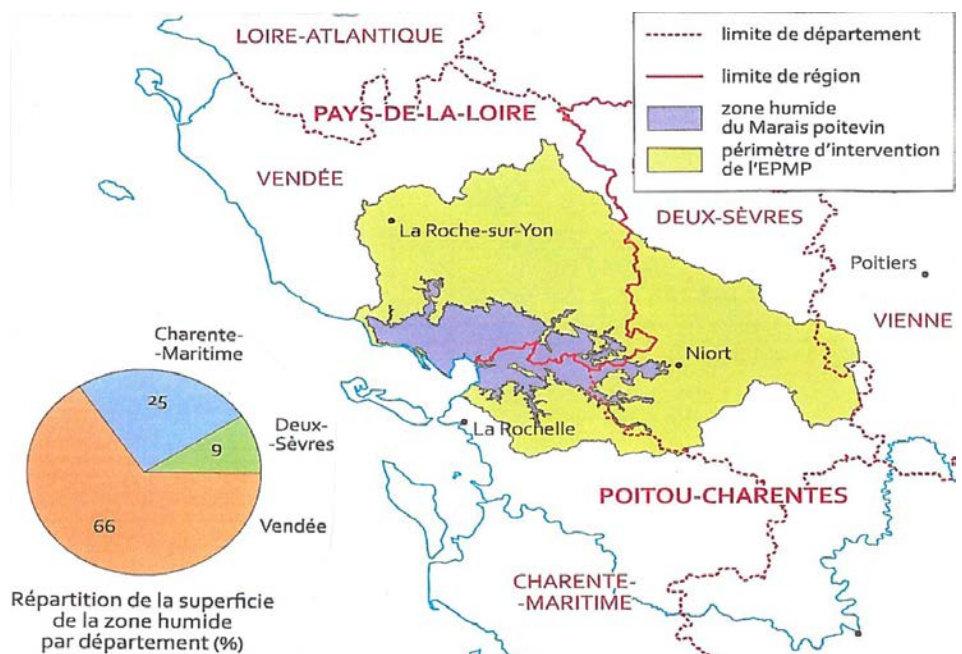 LOIRE-ATLANTIQUE
PAYS-DE-LA-LOIRE
VENDÉE
La Roche-sur-Yon
limite de département
limite de région
zone humide
du Marais poitevin
périmètre d'intervention
de l'EPMP
DEUX-SÈVRES
Poitiers
VIENNE
Niort
La Rochelle
POITOU-CHARENTES
CHARENTE-
-MARITIME
Charente-
-Maritime
25
Deux-
-Sèvres
9
Vendée
66
Répartition de la superficie
de la zone humide
par département (%)